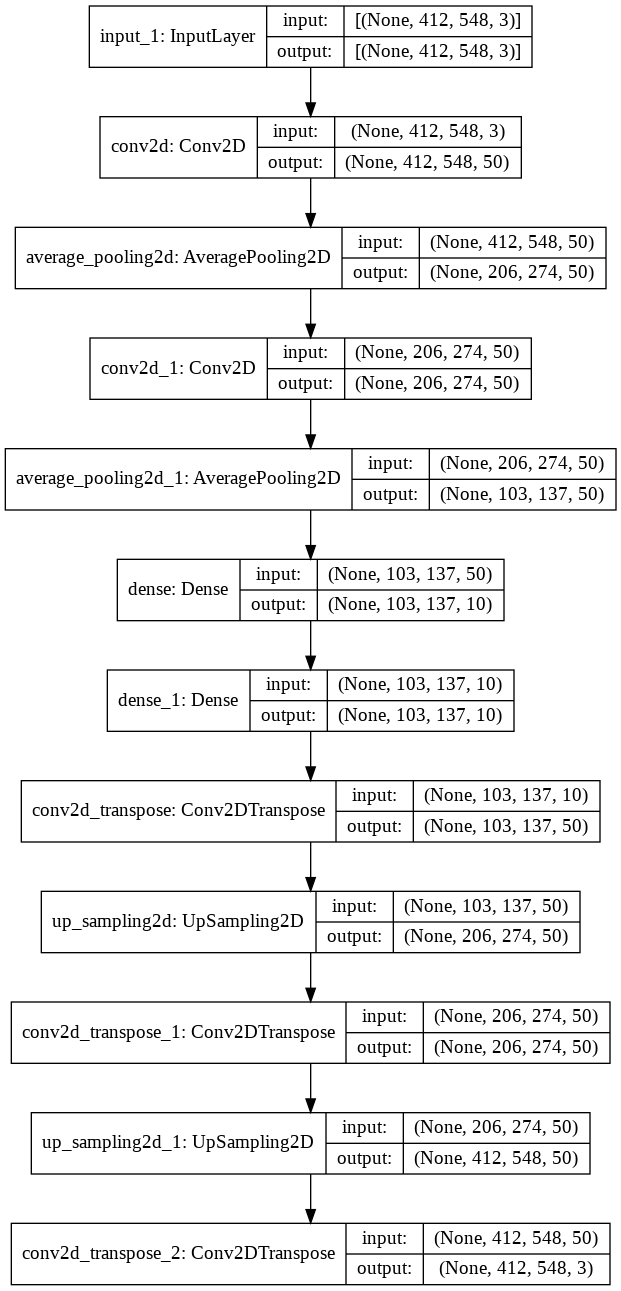 input_1: InputLayer
input: [(None, 412, 548, 3)]
output: [(None, 412, 548, 3)]
conv2d: Conv2D
input: (None, 412, 548, 3)
output: (None, 412, 548, 50)
average_pooling2d: AveragePooling2D
input: (None, 412, 548, 50)
output: (None, 206, 274, 50)
conv2d_1: Conv2D
input: (None, 206, 274, 50)
output: (None, 206, 274, 50)
average_pooling2d_1: AveragePooling2D
input: (None, 206, 274, 50)
output: (None, 103, 137, 50)
dense: Dense
input: (None, 103, 137, 50)
output: (None, 103, 137, 10)
dense_1: Dense
input: (None, 103, 137, 10)
output: (None, 103, 137, 10)
conv2d_transpose: Conv2DTranspose
input: (None, 103, 137, 10)
output: (None, 103, 137, 50)
up_sampling2d: UpSampling2D
input: (None, 103, 137, 50)
output: (None, 206, 274, 50)
conv2d_transpose_1: Conv2DTranspose
input: (None, 206, 274, 50)
output: (None, 206, 274, 50)
up_sampling2d_1: UpSampling2D
input: (None, 206, 274, 50)
output: (None, 412, 548, 50)
conv2d_transpose_2: Conv2DTranspose
input: (None, 412, 548, 50)
output: (None, 412, 548, 3)